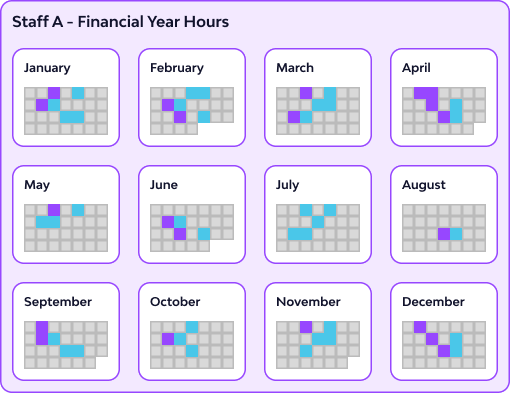 Staff A - Financial Year Hours
January
February
March
April
May
June
July
August
September
October
November
December